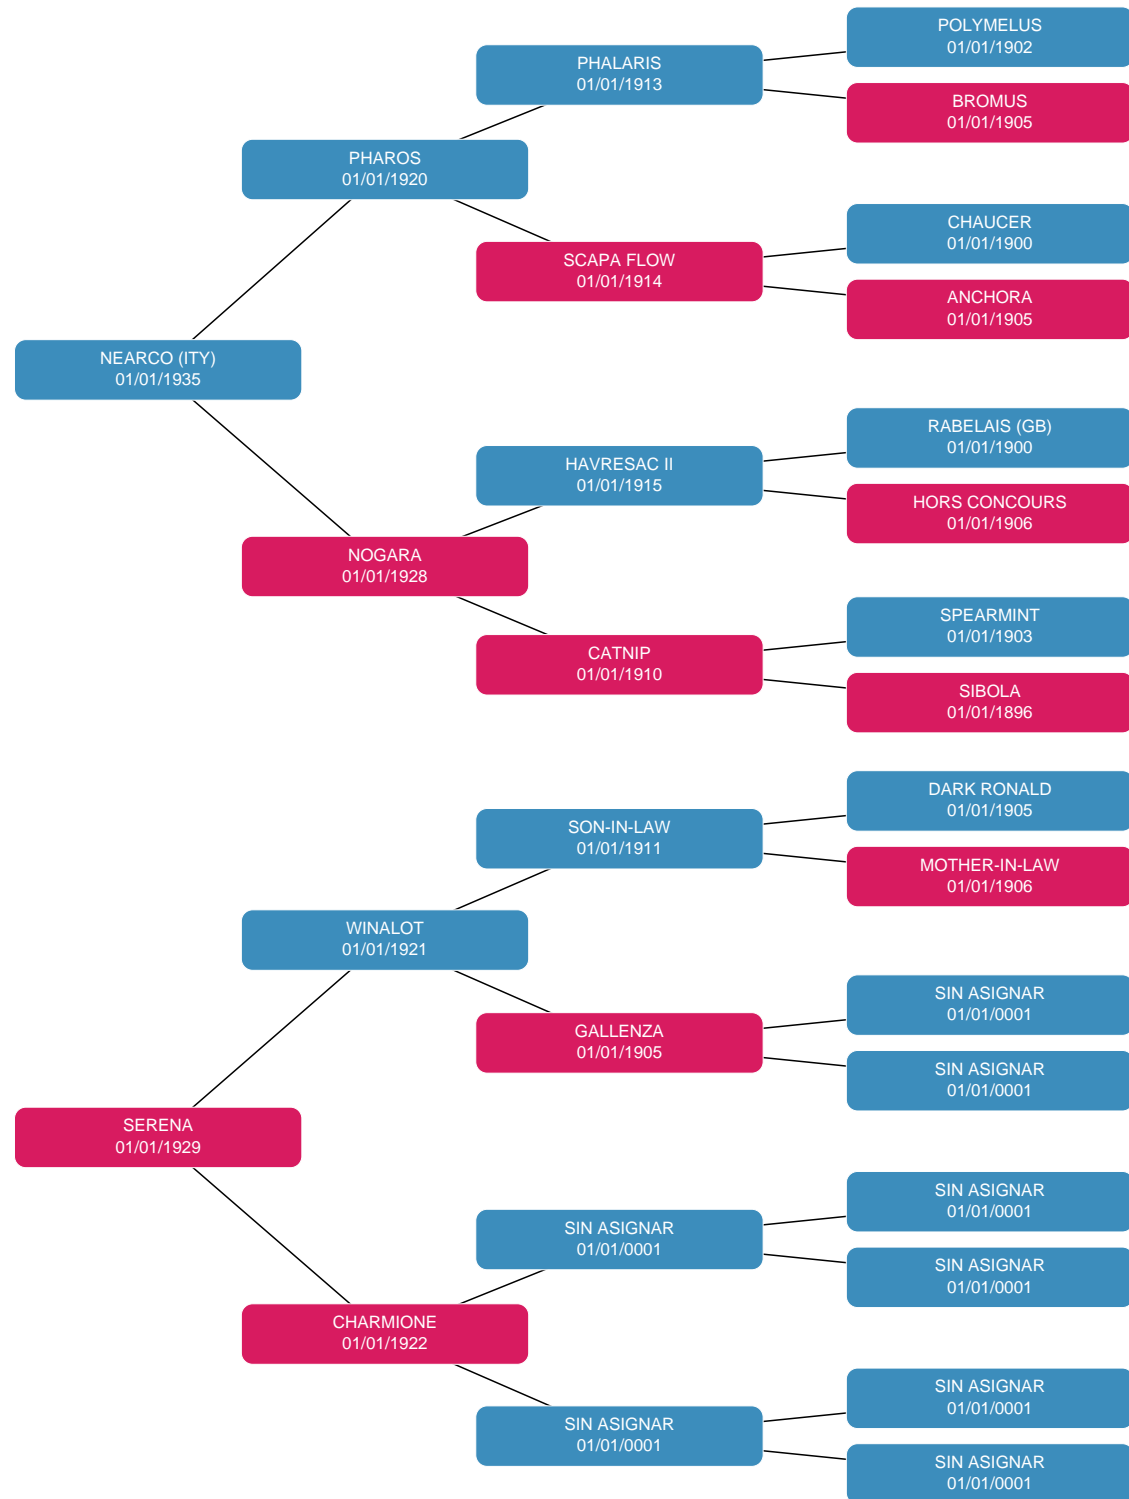 POLYMELUS
01/01/1902
PHALARIS
01/01/1913
BROMUS
01/01/1905
PHAROS
01/01/1920
CHAUCER
01/01/1900
SCAPA FLOW
01/01/1914
ANCHORA
01/01/1905
NEARCO (ITY)
01/01/1935
RABELAIS (GB)
01/01/1900
HAVRESAC II
01/01/1915
HORS CONCOURS
01/01/1906
NOGARA
01/01/1928
SPEARMINT
01/01/1903
CATNIP
01/01/1910
SIBOLA
01/01/1896
DARK RONALD
01/01/1905
SON-IN-LAW
01/01/1911
MOTHER-IN-LAW
01/01/1906
WINALOT
01/01/1921
SIN ASIGNAR
01/01/0001
GALLENZA
01/01/1905
SIN ASIGNAR
01/01/0001
SERENA
01/01/1929
SIN ASIGNAR
01/01/0001
SIN ASIGNAR
01/01/0001
SIN ASIGNAR
01/01/0001
CHARMIONE
01/01/1922
SIN ASIGNAR
01/01/0001
SIN ASIGNAR
01/01/0001
SIN ASIGNAR
01/01/0001